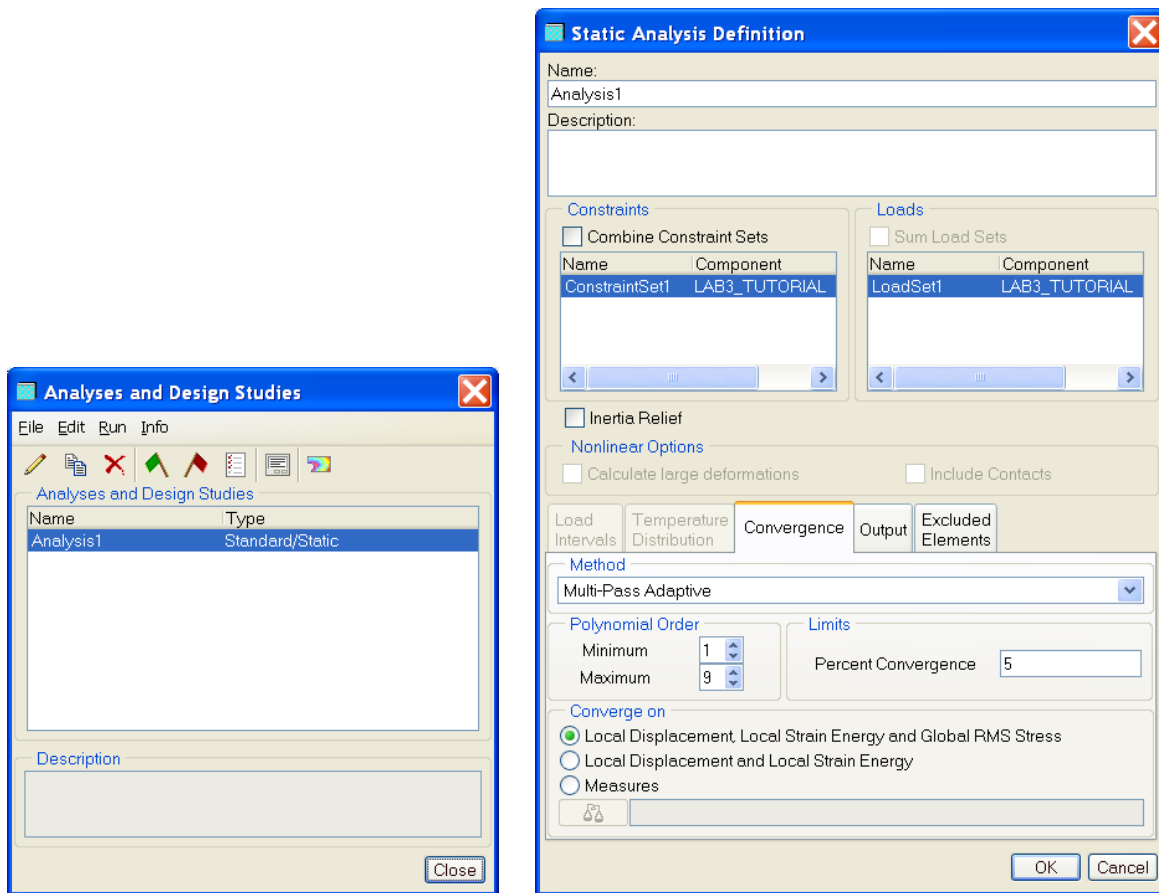 Analyses and Design Studies
File Edit Run Info
Analyses and Design Studies
Name Type
Analysis1 Standard/Static
Description
Close
Static Analysis Definition
Name:
Analysis1
Description:
Constraints
Combine Constraint Sets
Name Component
ConstraintSet1 LAB3_TUTORIAL
Loads
Sum Load Sets
Name Component
LoadSet1 LAB3_TUTORIAL
Inertia Relief
Nonlinear Options
Calculate large deformations Include Contacts
Load Intervals Temperature Distribution Convergence Output Excluded Elements
Method
Multi-Pass Adaptive
Polynomial Order
Minimum 1
Maximum 9
Limits
Percent Convergence 5
Converge on
Local Displacement, Local Strain Energy and Global RMS Stress
Local Displacement and Local Strain Energy
Measures
OK Cancel